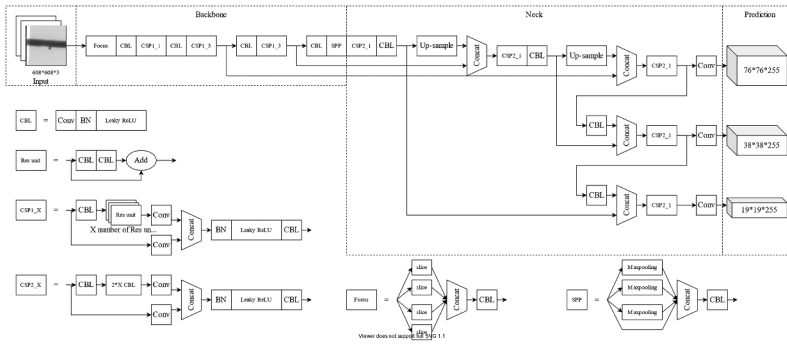 Backbone
Neck
Prediction
608*608*3
Input
Focus CBL CSP1_1 CBL CSP1_3 CBL CSP1_3 CBL SPP CSP2_1 CBL
Up-sample Concat CSP2_1 CBL Up-sample Concat CSP2_1 Conv 76*76*255
CBL Concat CSP2_1 Conv 38*38*255
CBL Concat CSP2_1 Conv 19*19*255
CBL = Conv BN Leaky ReLU
Res unit = CBL CBL Add
CSP1_X = CBL Res unit Conv Concat BN Leaky ReLU CBL
X number of Res un...
Conv
CSP2_X = CBL 2*X CBL Conv Concat BN Leaky ReLU CBL
Conv
Focus = slice slice slice slice Concat CBL
SPP = Maxpooling Maxpooling Maxpooling Concat CBL
Viewer does not support full SVG 1.1